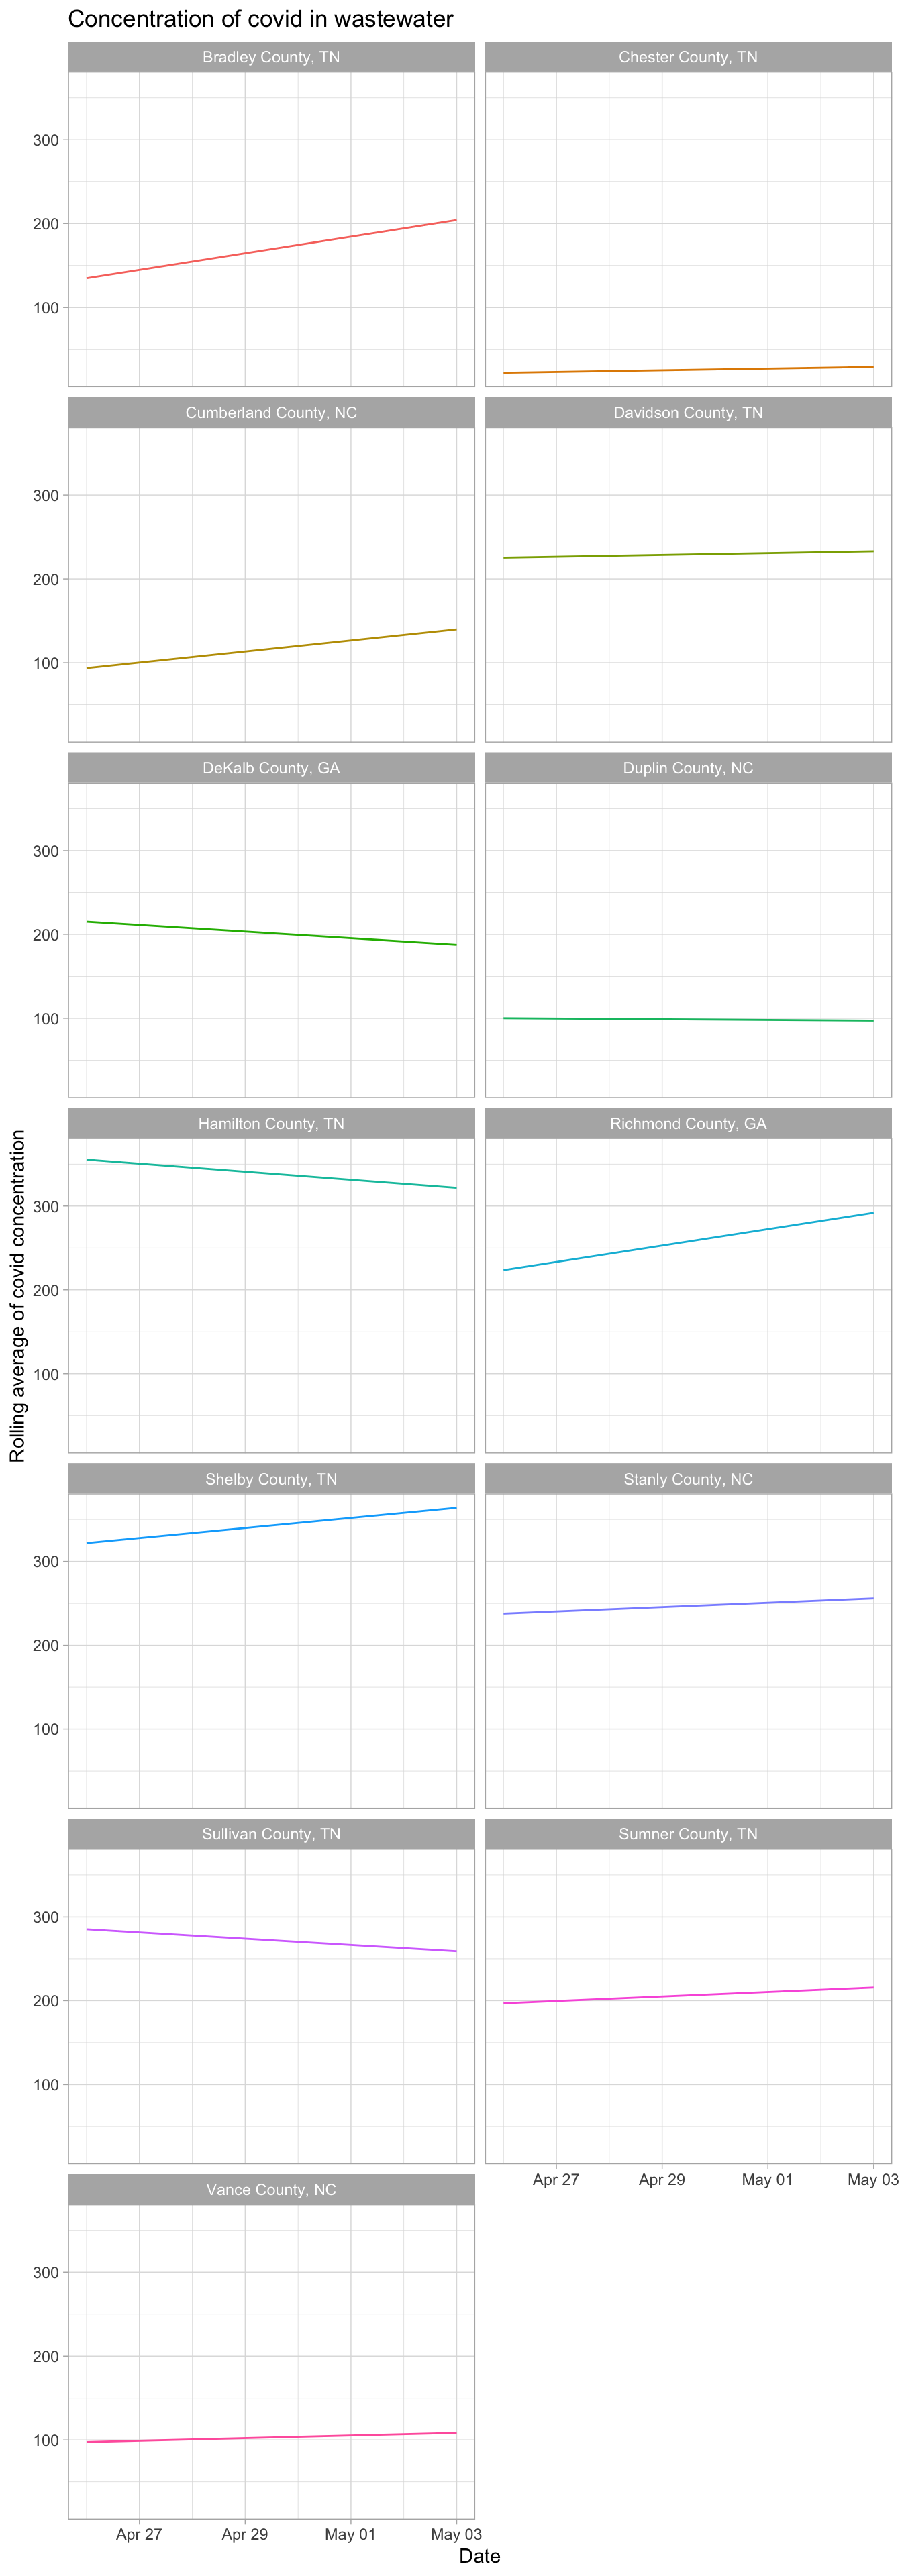 Concentration of covid in wastewater
Bradley County, TN
Chester County, TN
300
200
100
Cumberland County, NC
Davidson County, TN
300
200
100
DeKalb County, GA
Duplin County, NC
300
200
100
Hamilton County, TN
Richmond County, GA
300
200
100
Rolling average of covid concentration
Shelby County, TN
Stanly County, NC
300
200
100
Sullivan County, TN
Sumner County, TN
300
200
100
Apr 27 Apr 29 May 01 May 03
Vance County, NC
300
200
100
Apr 27 Apr 29 May 01 May 03
Date